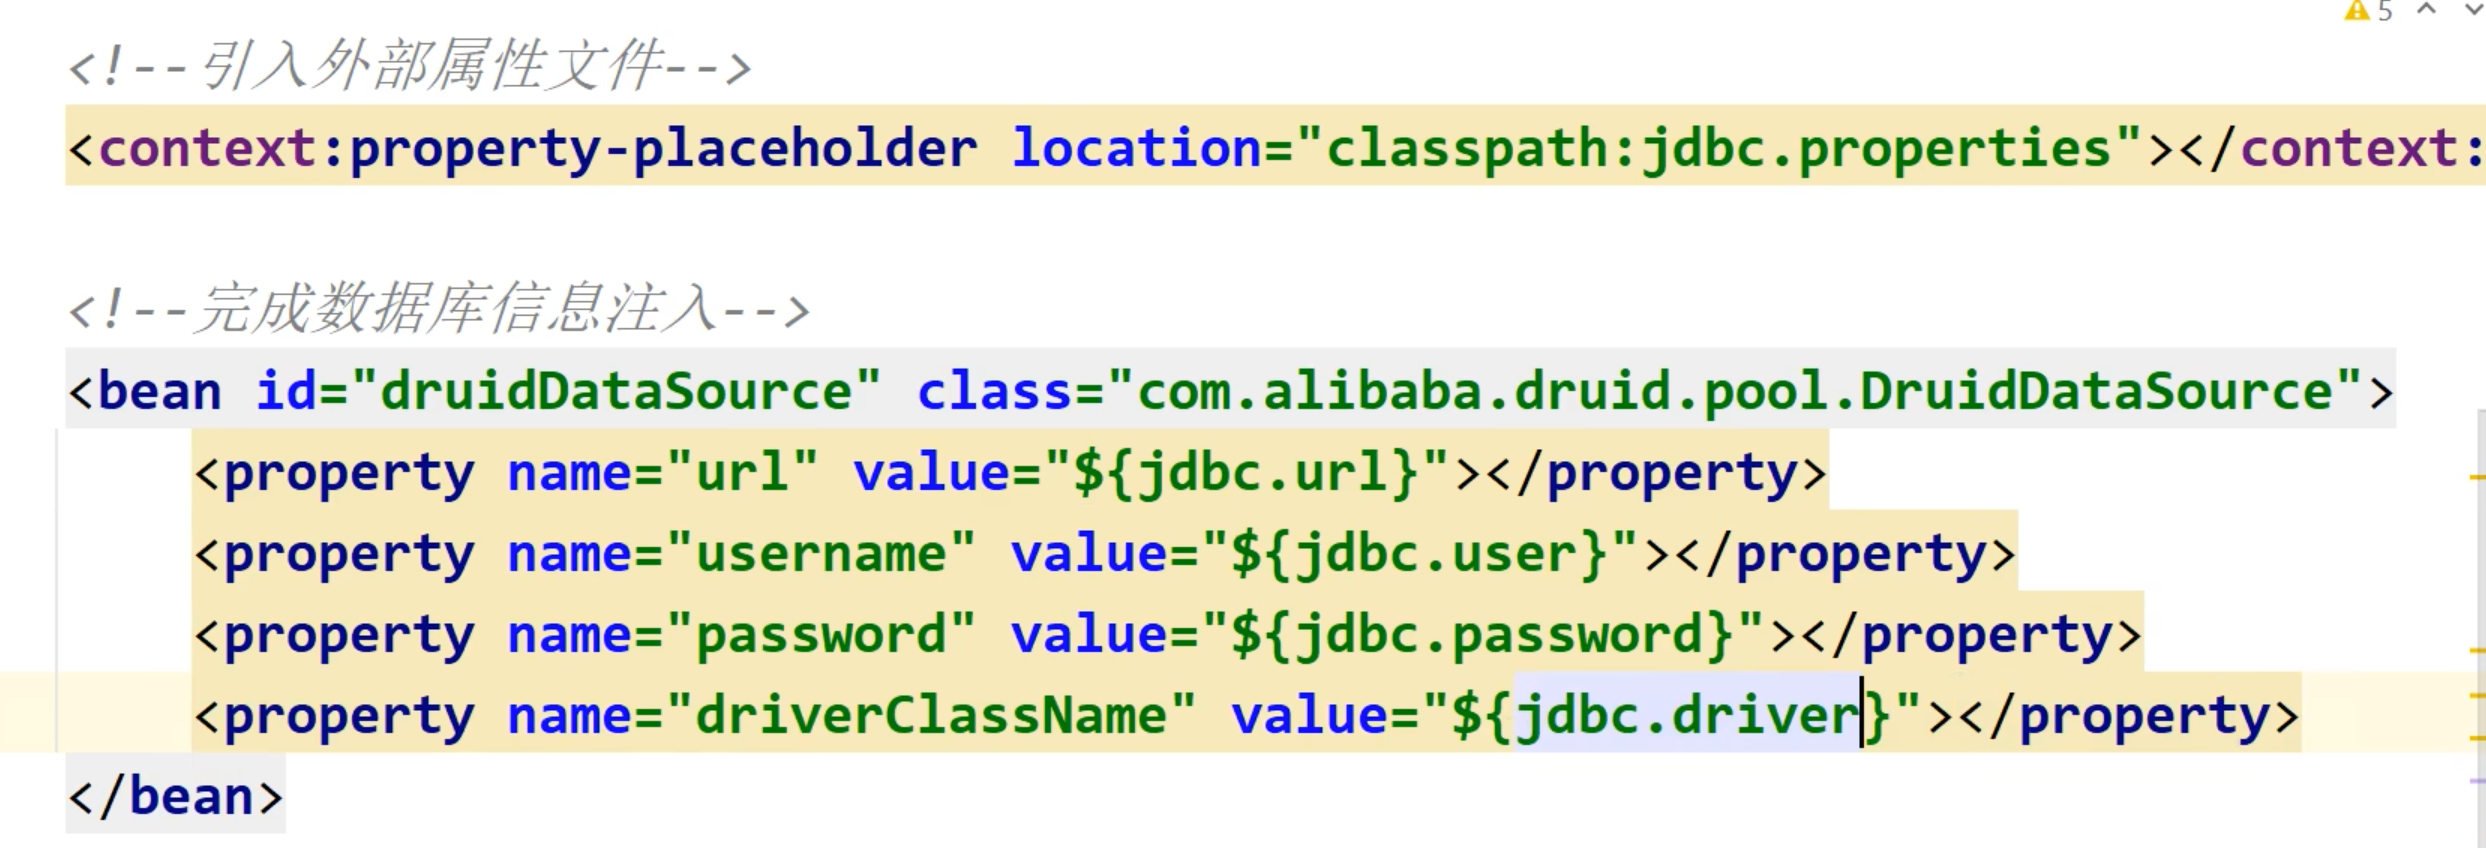 5
<!--引入外部属性文件-->
<context:property-placeholder location="classpath:jdbc.properties"></context:
<!--完成数据库信息注入-->
<bean id="druidDataSource" class="com.alibaba.druid.pool.DruidDataSource">
<property name="url" value="${jdbc.url}"></property>
<property name="username" value="${jdbc.user}"></property>
<property name="password" value="${jdbc.password}"></property>
<property name="driverClassName" value="${jdbc.driver}"></property>
</bean>